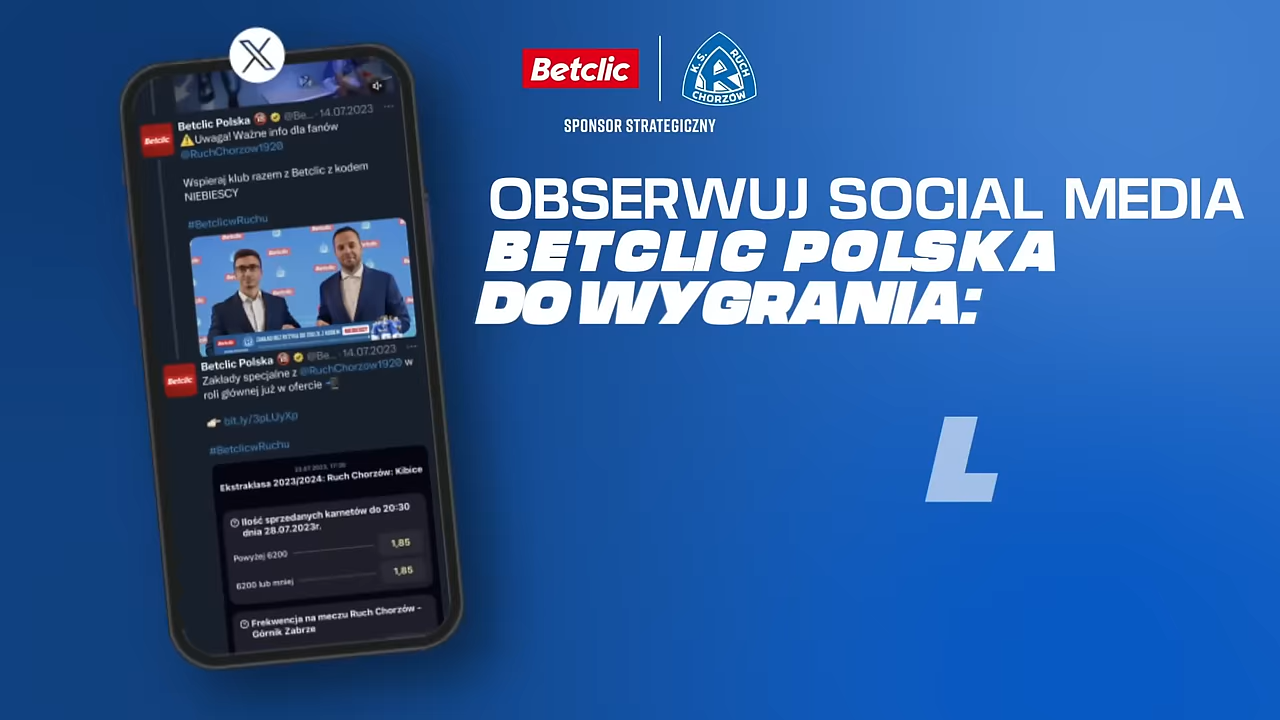 Betclic
K.S. RUCH
CHORZÓW
SPONSOR STRATEGICZNY
OBSERWUJ SOCIAL MEDIA
BETCLIC POLSKA
DO WYGRANIA:
L
Betclic Polska 🔞 @Be... · 14.07.2023
Betclic
⚠️Uwaga! Ważne info dla fanów
@RuchChorzow1920
Wspieraj klub razem z Betclic z kodem
NIEBIESCY
#BetclicwRuchu
Betclic Polska 🔞 @Be... · 14.07.2023
Betclic
Zakłady specjalne z @RuchChorzow1920 w
roli głównej już w ofercie 📲
👉🏻 bit.ly/3pLUyXp
#BetclicwRuchu
Ekstraklasa 2023/2024: Ruch Chorzów: Kibice
Ilość sprzedanych karnetów do 20:30
dnia 28.07.2023r.
Powyżej 6200 1,85
6200 lub mniej 1,85
Frekwencja na meczu Ruch Chorzów -
Górnik Zabrze